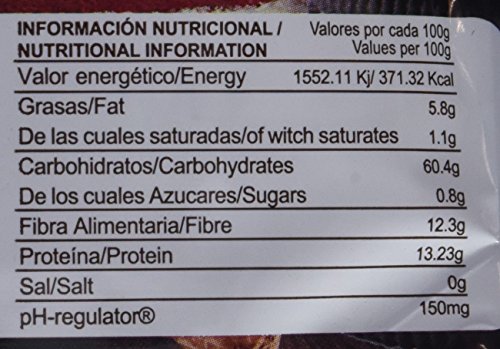 INFORMACIÓN NUTRICIONAL / Valores por cada 100g
NUTRITIONAL INFORMATION Values per 100g
Valor energético/Energy 1552.11 Kj/ 371.32 Kcal
Grasas/Fat 5.8g
De las cuales saturadas/of witch saturates 1.1g
Carbohidratos/Carbohydrates 60.4g
De los cuales Azucares/Sugars 0.8g
Fibra Alimentaria/Fibre 12.3g
Proteína/Protein 13.23g
Sal/Salt 0g
pH-regulator® 150mg